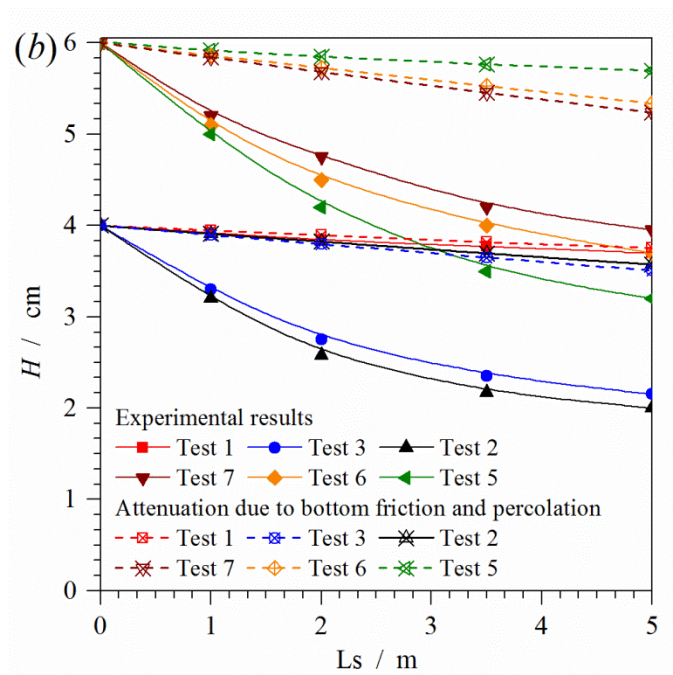 (b)
6
5
4
3
2
1
0
H / cm
Experimental results
Test 1 Test 3 Test 2
Test 7 Test 6 Test 5
Attenuation due to bottom friction and percolation
Test 1 Test 3 Test 2
Test 7 Test 6 Test 5
0 1 2 3 4 5
Ls / m